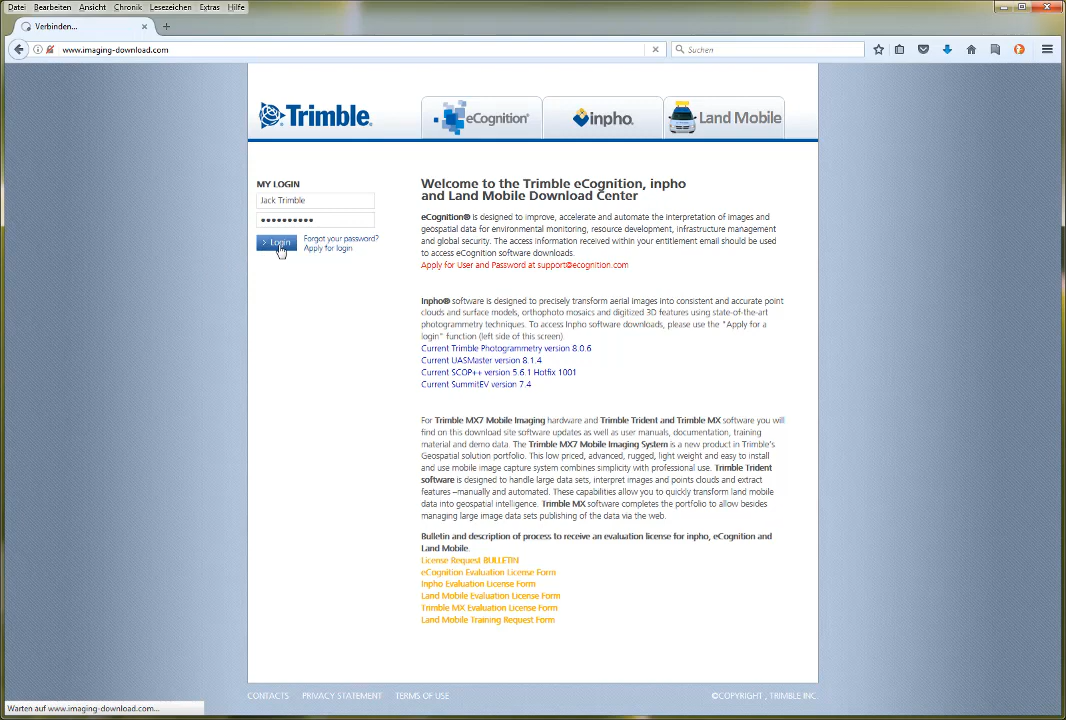 Datei Bearbeiten Ansicht Chronik Lesezeichen Extras Hilfe
Verbinden...
www.imaging-download.com
Suchen
Trimble.
eCognition®
inpho.
Land Mobile
MY LOGIN
Jack Trimble
••••••••••
> Login
Forgot your password?
Apply for login
Welcome to the Trimble eCognition, inpho
and Land Mobile Download Center
eCognition® is designed to improve, accelerate and automate the interpretation of images and
geospatial data for environmental monitoring, resource development, infrastructure management
and global security. The access information received within your entitlement email should be used
to access eCognition software downloads.
Apply for User and Password at support@ecognition.com
Inpho® software is designed to precisely transform aerial images into consistent and accurate point
clouds and surface models, orthophoto mosaics and digitized 3D features using state-of-the-art
photogrammetry techniques. To access Inpho software downloads, please use the "Apply for a
login" function (left side of this screen)
Current Trimble Photogrammetry version 8.0.6
Current UASMaster version 8.1.4.
Current SCOP++ version 5.6.1 Hotfix 1001
Current SummitEV version 7.4
For Trimble MX7 Mobile Imaging hardware and Trimble Trident and Trimble MX software you will
find on this download site software updates as well as user manuals, documentation, training
material and demo data. The Trimble MX7 Mobile Imaging System is a new product in Trimble's
Geospatial solution portfolio. This low priced, advanced, rugged, light weight and easy to install
and use mobile image capture system combines simplicity with professional use. Trimble Trident
software is designed to handle large data sets, interpret images and points clouds and extract
features –manually and automated. These capabilities allow you to quickly transform land mobile
data into geospatial intelligence. Trimble MX software completes the portfolio to allow besides
managing large image data sets publishing of the data via the web.
Bulletin and description of process to receive an evaluation license for inpho, eCognition and
Land Mobile.
License Request BULLETIN
eCognition Evaluation License Form
Inpho Evaluation License Form
Land Mobile Evaluation License Form
Trimble MX Evaluation License Form
Land Mobile Training Request Form
CONTACTS PRIVACY STATEMENT TERMS OF USE
©COPYRIGHT , TRIMBLE INC.
Warten auf www.imaging-download.com...